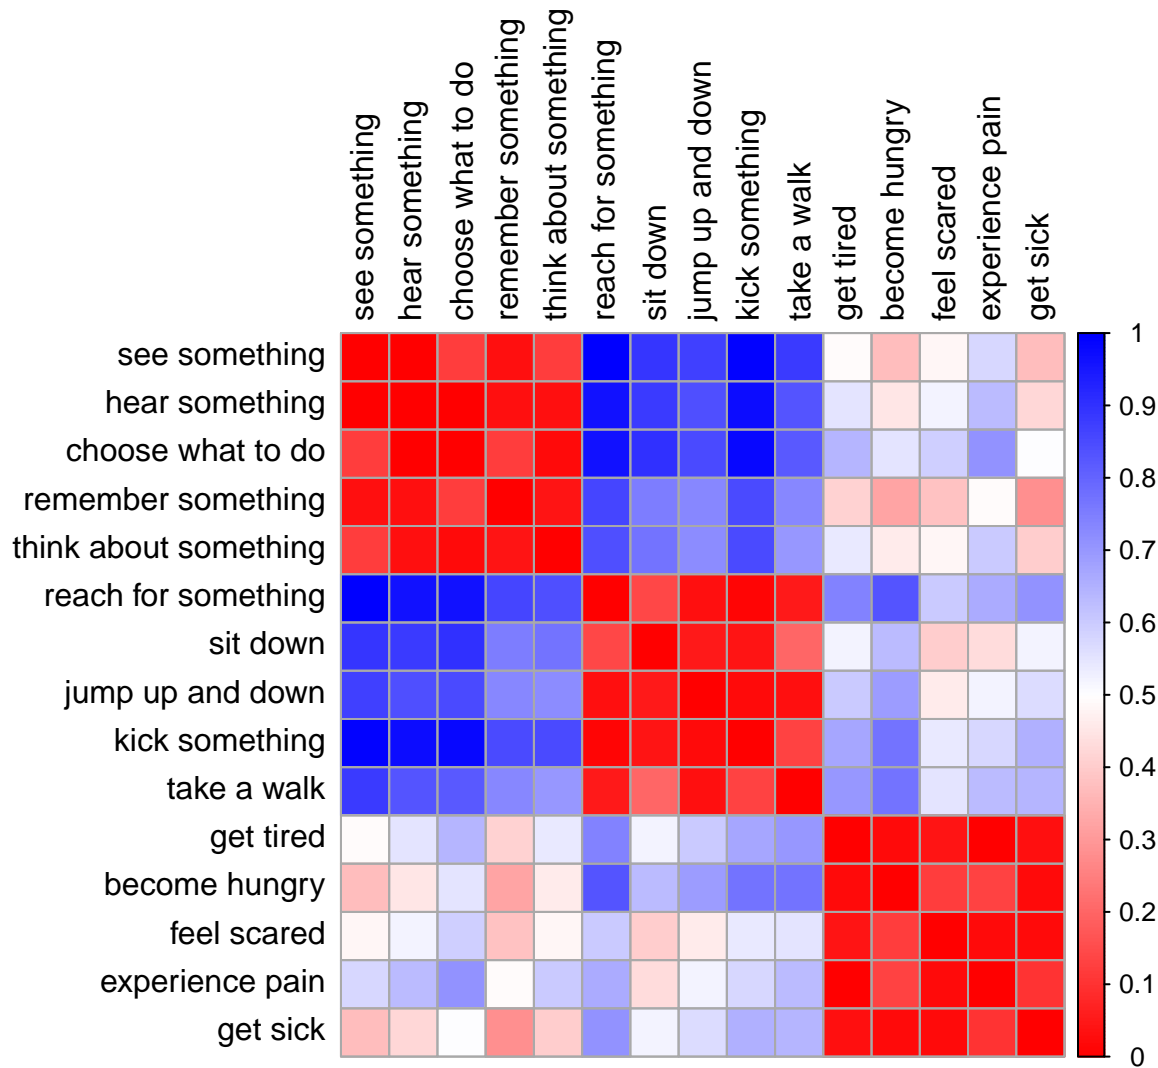 see something
hear something
choose what to do
remember something
think about something
reach for something
sit down
jump up and down
kick something
take a walk
get tired
become hungry
feel scared
experience pain
get sick
see something
hear something
choose what to do
remember something
think about something
reach for something
sit down
jump up and down
kick something
take a walk
get tired
become hungry
feel scared
experience pain
get sick
1
0.9
0.8
0.7
0.6
0.5
0.4
0.3
0.2
0.1
0